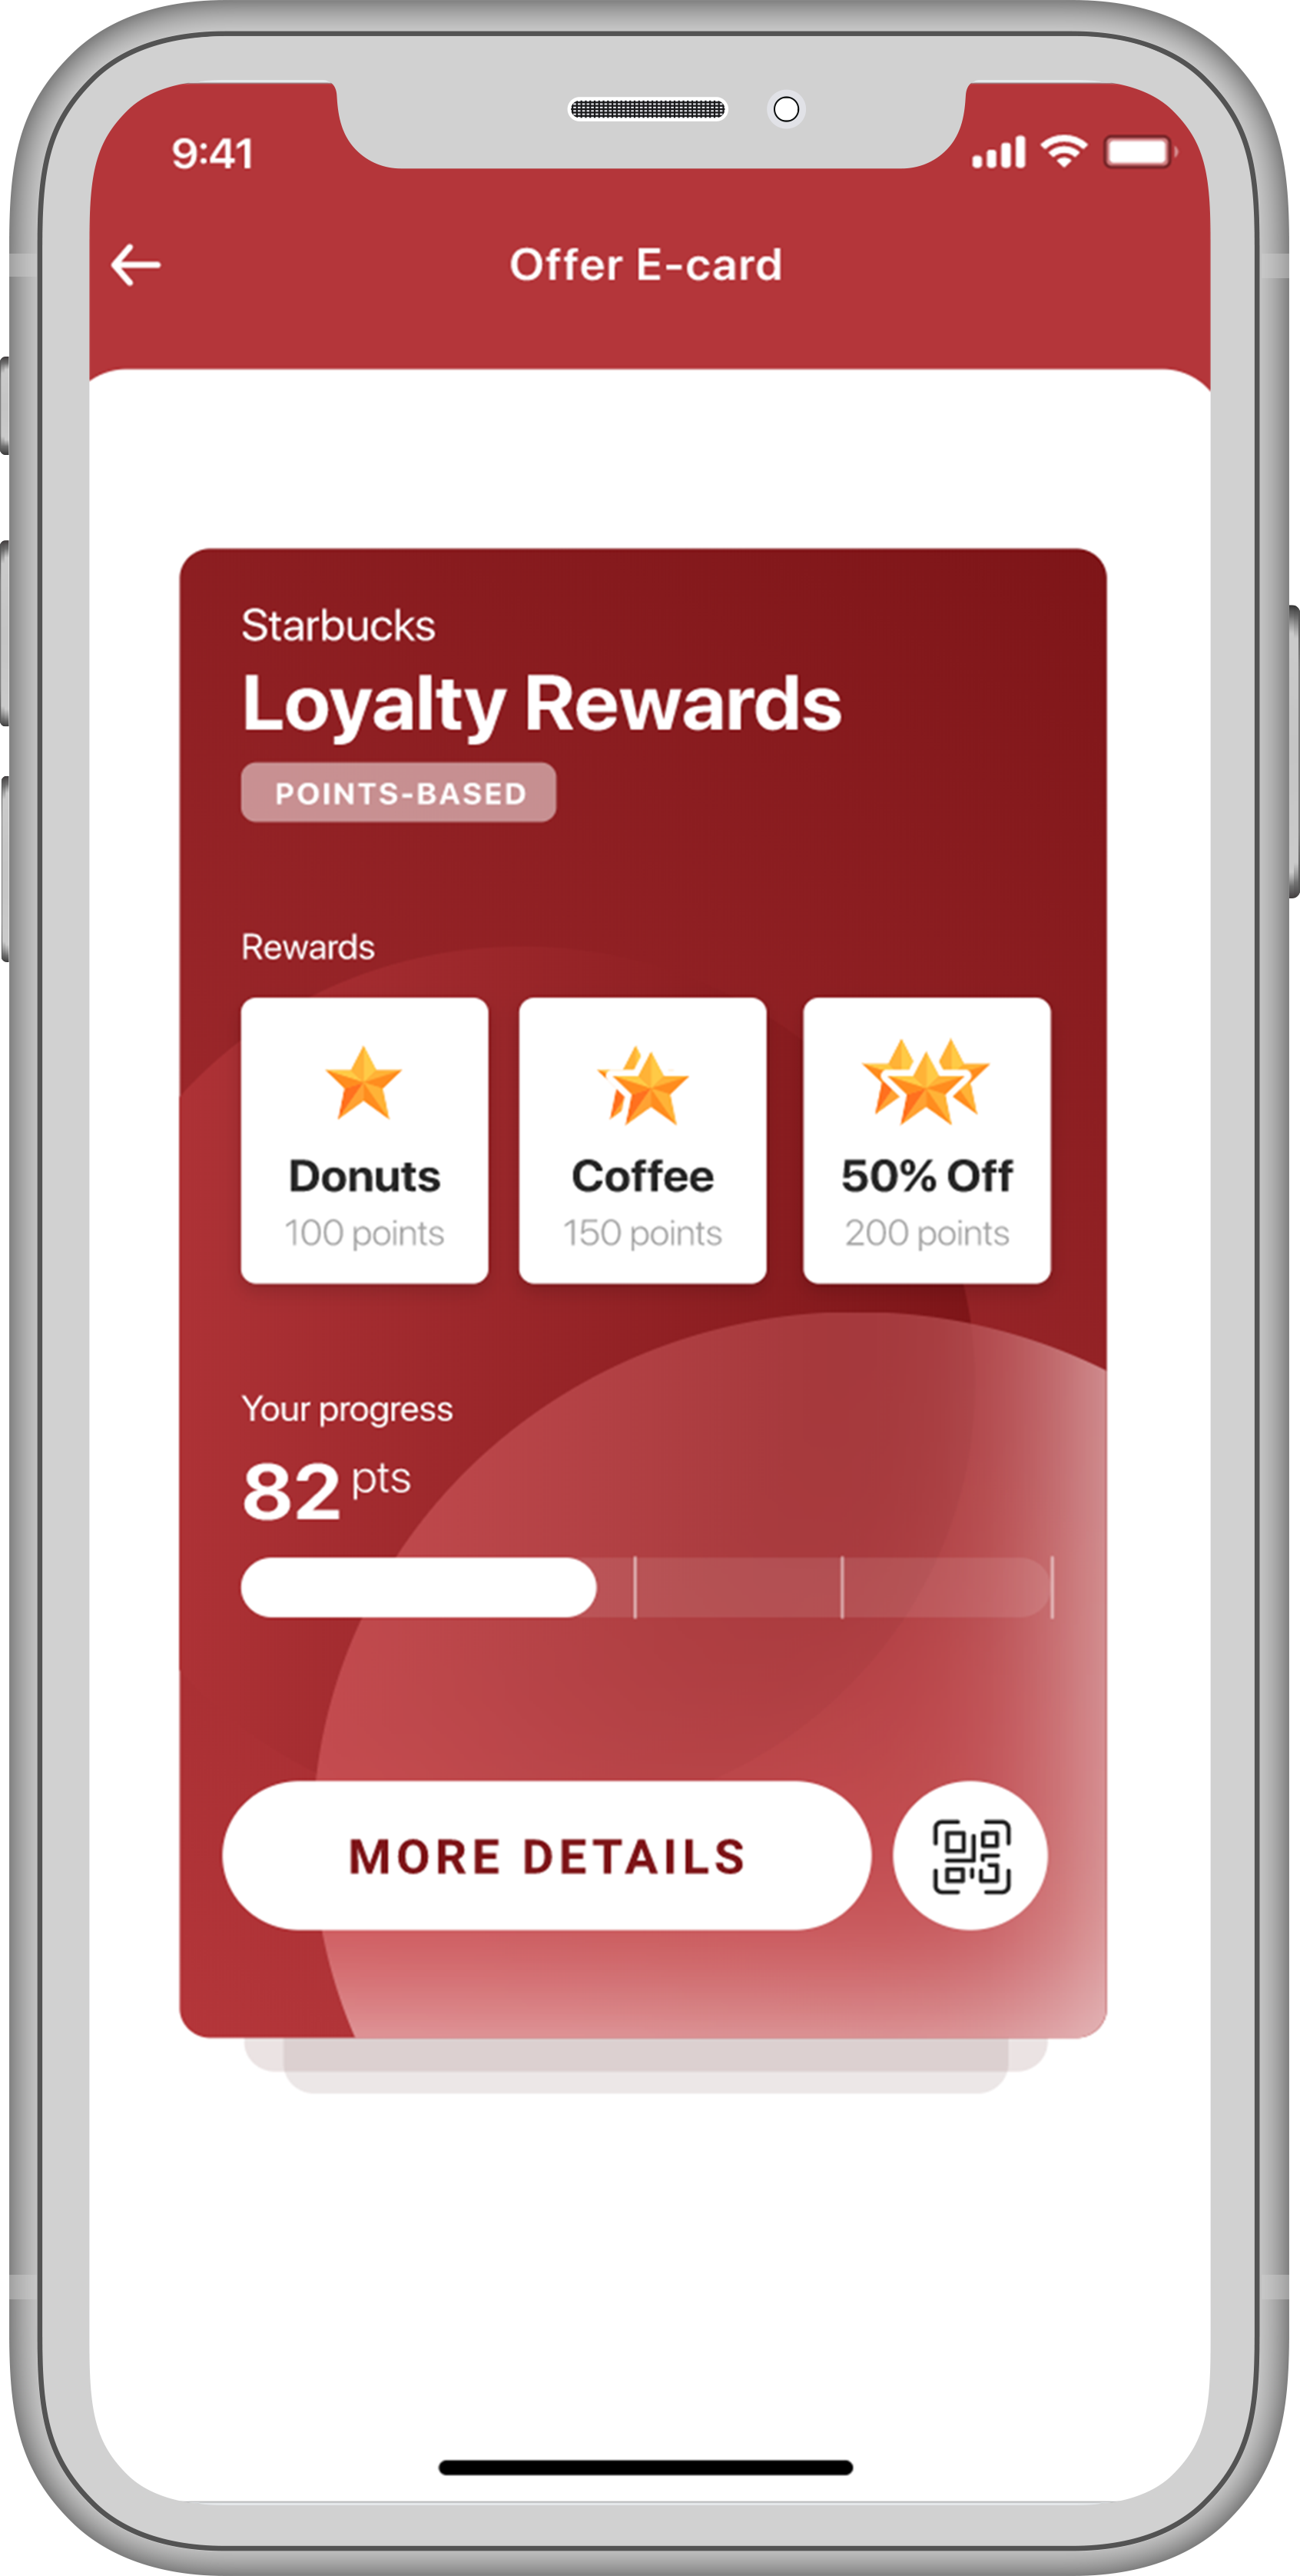 9:41
Offer E-card
Starbucks
Loyalty Rewards
POINTS-BASED
Rewards
Donuts
100 points
Coffee
150 points
50% Off
200 points
Your progress
82 pts
MORE DETAILS